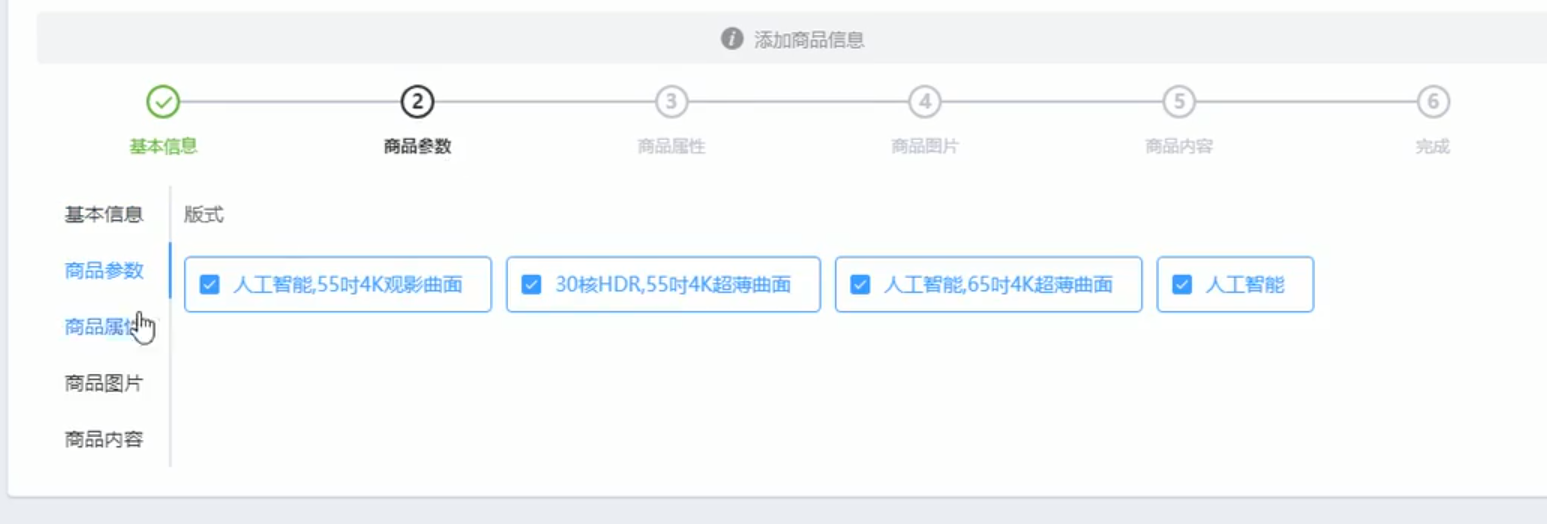 添加商品信息
2 3 4 5 6
基本信息 商品参数 商品属性 商品图片 商品内容 完成
基本信息 版式
商品参数 人工智能,55吋4K观影曲面 30核HDR,55吋4K超薄曲面 人工智能,65吋4K超薄曲面 人工智能
商品属性
商品图片
商品内容